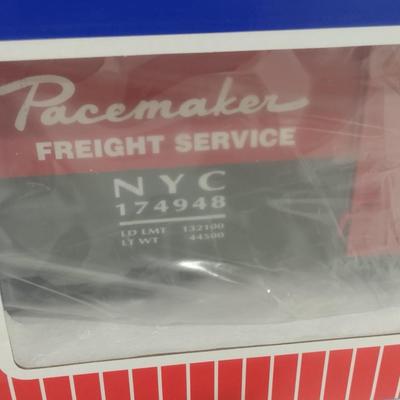 Pacemaker
FREIGHT SERVICE
NYC
174948
LD LMT 132100
LT WT 44500